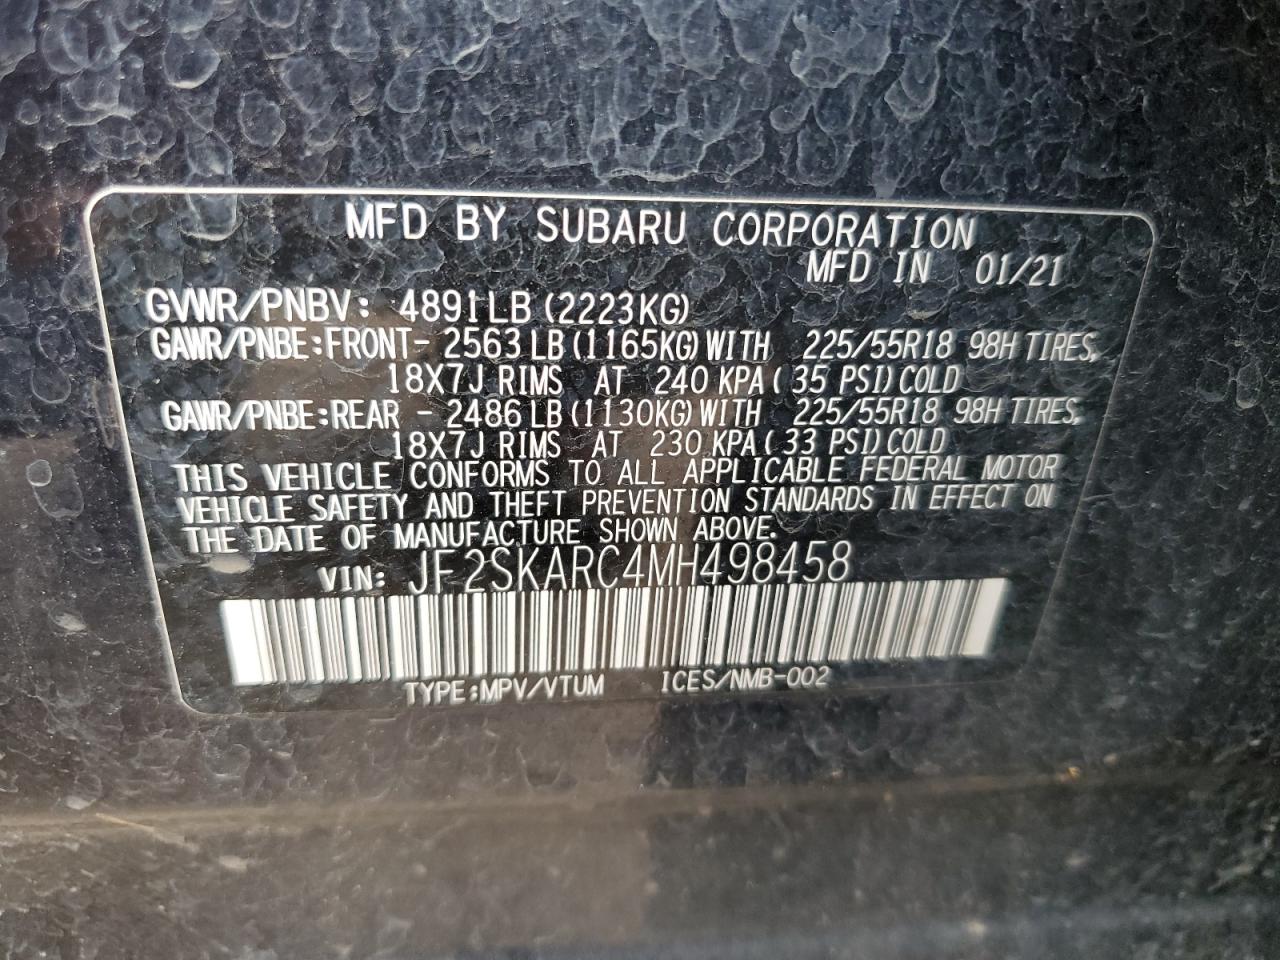 MFD BY SUBARU CORPORATION
MFD IN 01/21
GVWR/PNBV: 4891LB (2223KG)
GAWR/PNBE:FRONT- 2563 LB (1165KG) WITH 225/55R18 98H TIRES,
18X7J RIMS AT 240 KPA ( 35 PSI) COLD
GAWR/PNBE:REAR - 2486 LB (1130KG) WITH 225/55R18 98H TIRES,
18X7J RIMS AT 230 KPA ( 33 PSI) COLD
THIS VEHICLE CONFORMS TO ALL APPLICABLE FEDERAL MOTOR
VEHICLE SAFETY AND THEFT PREVENTION STANDARDS IN EFFECT ON
THE DATE OF MANUFACTURE SHOWN ABOVE.
VIN: JF2SKARC4MH498458
TYPE:MPV/VTUM ICES/NMB-002